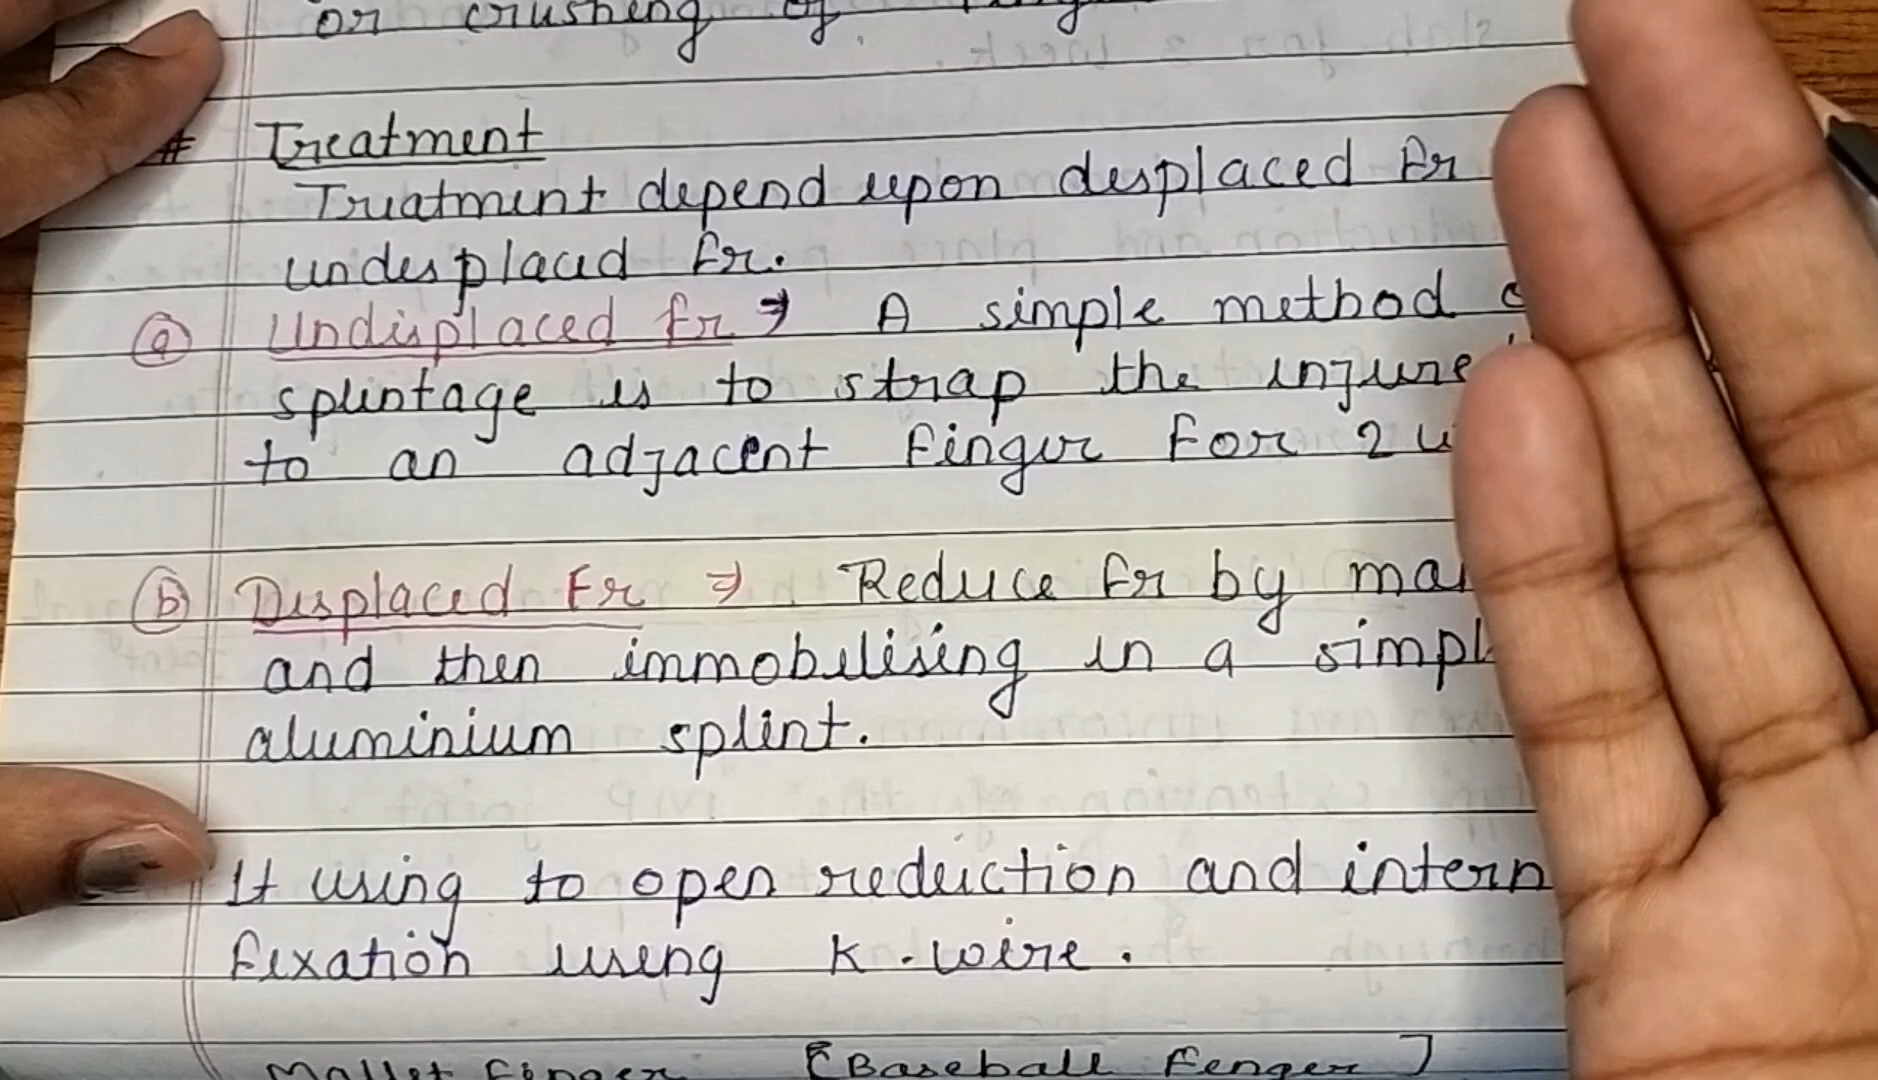 or crushing of
# Treatment
Treatment depend upon displaced Fr
undisplaced Fr.
(a) Undisplaced Fr ⇒ A simple method
splintage is to strap the injure
to an adjacent finger For 2
(b) Displaced Fr ⇒ Reduce Fr by
and then immobilising in a simpl
aluminium splint.
It using to open reduction and intern
fixation using K-wire.
Mallet Finger [Baseball Finger]